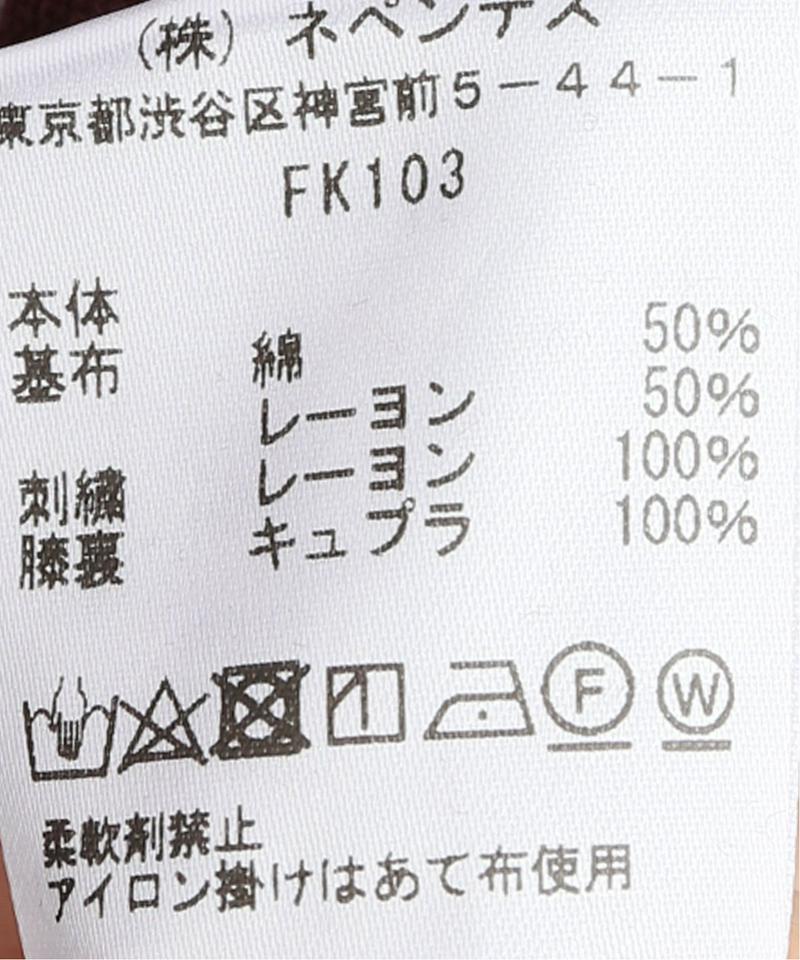 (株) ネペンテス
東京都渋谷区神宮前5-44-1
FK103
本体
基布 綿 50%
レーヨン 50%
刺繍 レーヨン 100%
膝裏 キュプラ 100%
F W
柔軟剤禁止
アイロン掛けはあて布使用